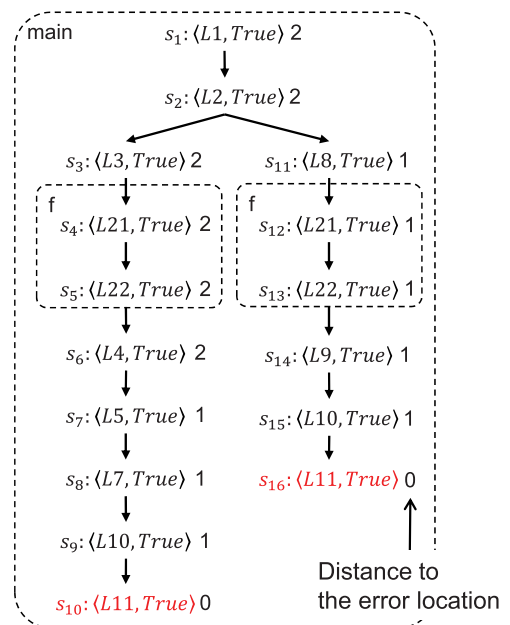 main
s₁:⟨L1, True⟩ 2
s₂:⟨L2, True⟩ 2
s₃:⟨L3, True⟩ 2
f
s₄:⟨L21, True⟩ 2
s₅:⟨L22, True⟩ 2
s₆:⟨L4, True⟩ 2
s₇:⟨L5, True⟩ 1
s₈:⟨L7, True⟩ 1
s₉:⟨L10, True⟩ 1
s₁₀:⟨L11, True⟩ 0
s₁₁:⟨L8, True⟩ 1
f
s₁₂:⟨L21, True⟩ 1
s₁₃:⟨L22, True⟩ 1
s₁₄:⟨L9, True⟩ 1
s₁₅:⟨L10, True⟩ 1
s₁₆:⟨L11, True⟩ 0
Distance to
the error location